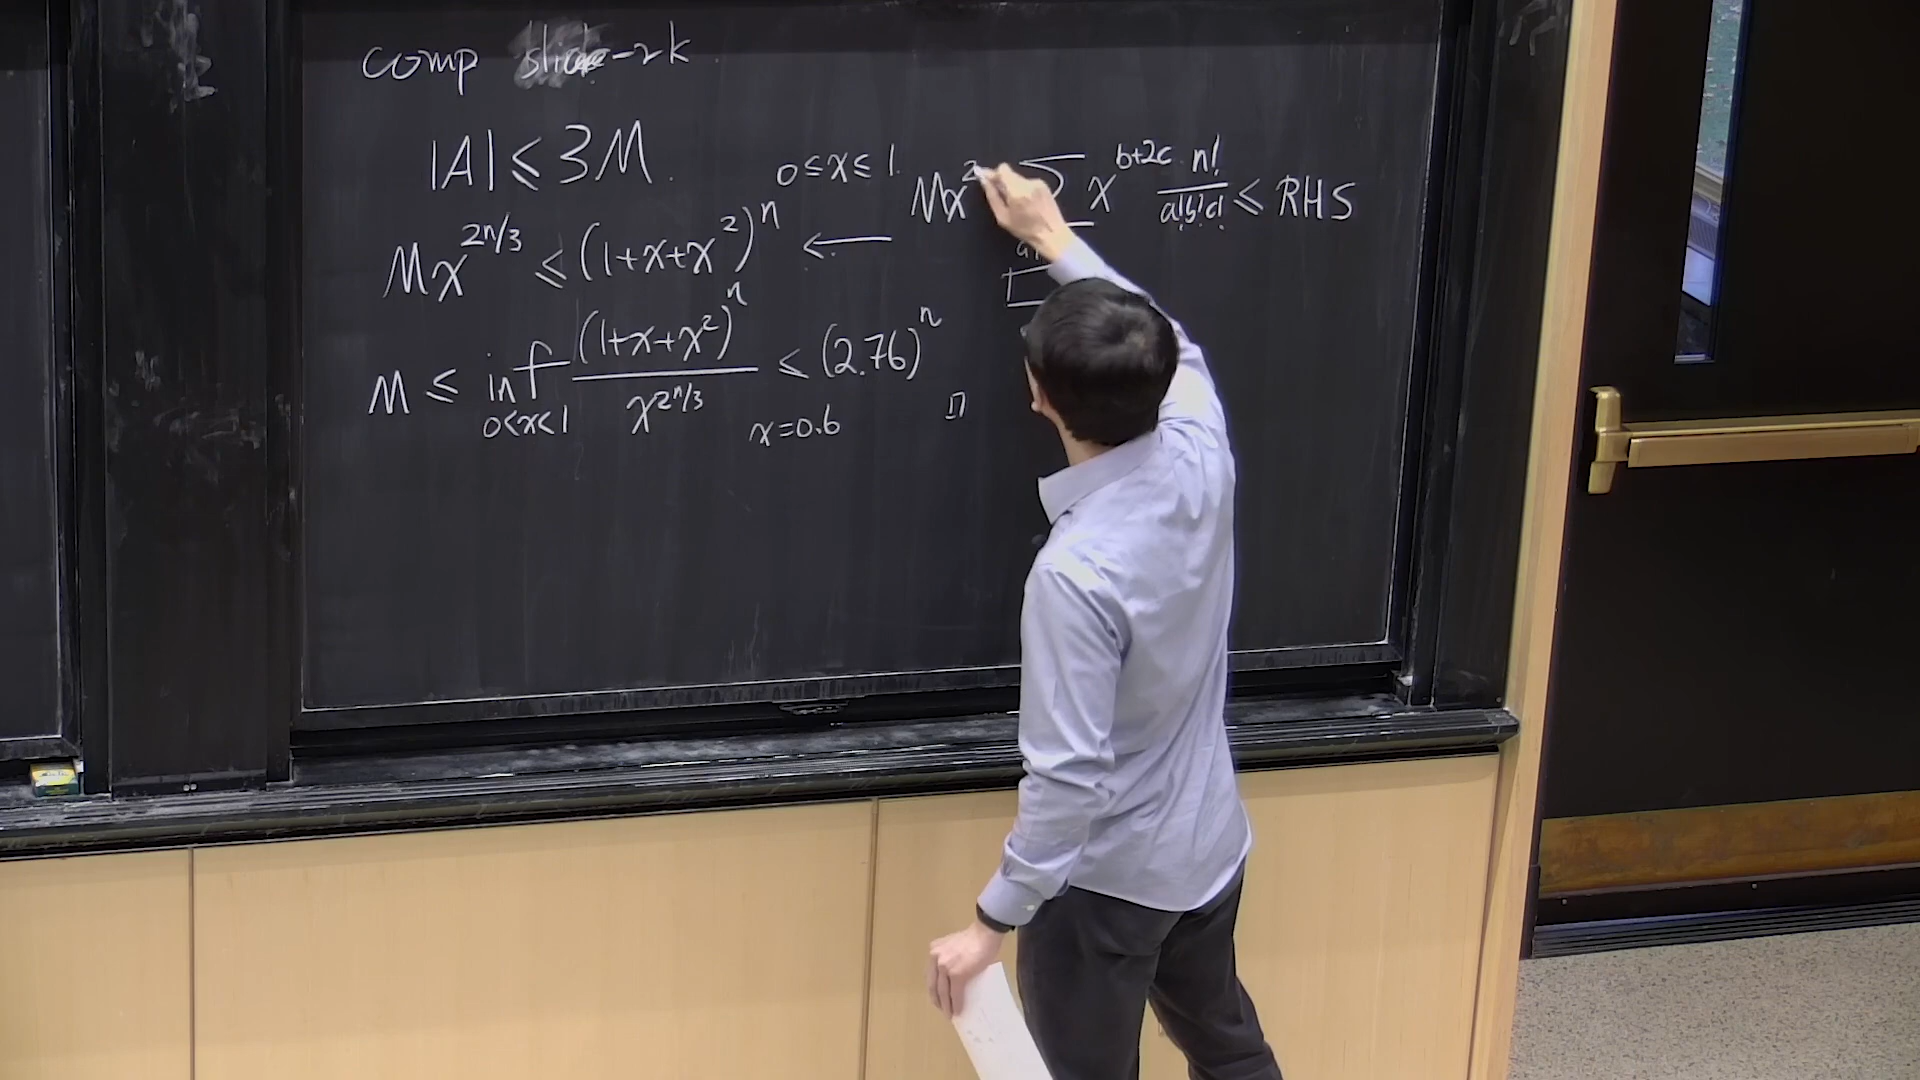 comp slice-rk
|A| ≤ 3M.
0 ≤ x ≤ 1.
Mx^{2n/3} ≤ (1+x+x^2)^n ←
M ≤ inf_{0<x<1} (1+x+x^2)^n / x^{2n/3} ≤ (2.76)^n
x=0.6
Mx^2 Σ x^{b+2c} · n! / a!b!c! ≤ RHS